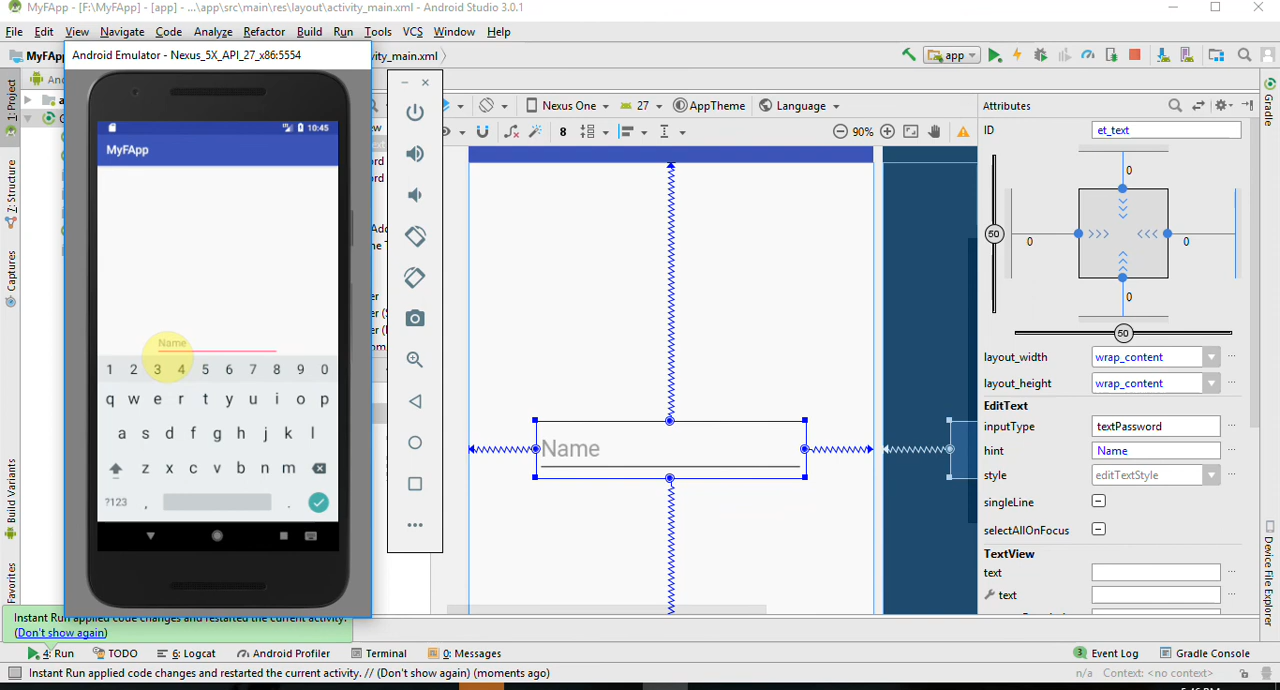 MyFApp - [F:\MyFApp] - [app] - ...\app\src\main\res\layout\activity_main.xml - Android Studio 3.0.1
File Edit View Navigate Code Analyze Refactor Build Run Tools VCS Window Help
MyFApp
Android Emulator - Nexus_5X_API_27_x86:5554
ity_main.xml
app
1: Project
Z: Structure
Captures
Build Variants
Favorites
10:45
MyFApp
Name
1 2 3 4 5 6 7 8 9 0
q w e r t y u i o p
a s d f g h j k l
z x c v b n m
?123 , .
Nexus One
27
AppTheme
Language
8
90%
Name
Attributes
ID
et_text
0
50
0
0
0
50
layout_width wrap_content
layout_height wrap_content
EditText
inputType textPassword
hint Name
style editTextStyle
singleLine
selectAllOnFocus
TextView
text
text
Gradle
Device File Explorer
Instant Run applied code changes and restarted the current activity.
(Don't show again)
4: Run TODO 6: Logcat Android Profiler Terminal 0: Messages 3 Event Log Gradle Console
Instant Run applied code changes and restarted the current activity. // (Don't show again) (moments ago) n/a Context: <no context>